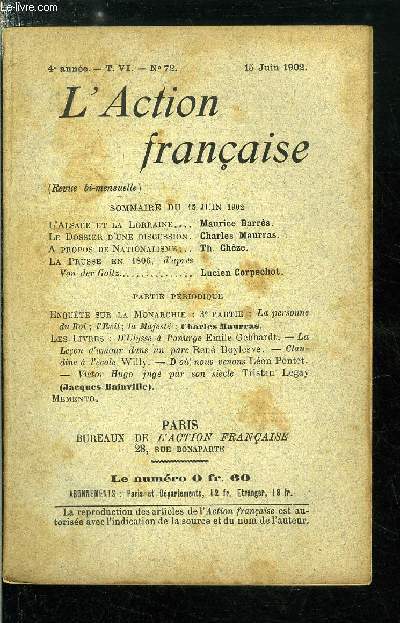 Le-livre.com
4e année. — T. VI. — No 72.
15 Juin 1902.
L'Action
française
(Revue bi-mensuelle)
SOMMAIRE DU 15 JUIN 1902
L'Alsace et la Lorraine.... Maurice Barrès.
Le Dossier d'une discussion. Charles Maurras.
A propos de Nationalisme... Th. Chèze.
La Prusse en 1806, d'après
Von der Goltz............... Lucien Corpechot.
PARTIE PÉRIODIQUE
Enquête sur la Monarchie : 3e partie : La personne
du Roi ; l'Exil ; la Majesté : Charles Maurras.
Les Livres : D'Ulysse à Panurge Emile Gebhardt. — La
Leçon d'amour dans un parc René Boylesve. — Clau-
dine à l'école Willy. — D'où nous venons Léon Pontet.
— Victor Hugo jugé par son siècle Tristan Legay
(Jacques Bainville).
Memento.
PARIS
BUREAUX DE L'ACTION FRANÇAISE
28, RUE BONAPARTE
Le numéro 0 fr. 60
ABONNEMENTS : Paris et Départements, 12 fr. Étranger, 15 fr.
La reproduction des articles de l'Action française est au-
torisée avec l'indication de la source et du nom de l'auteur.